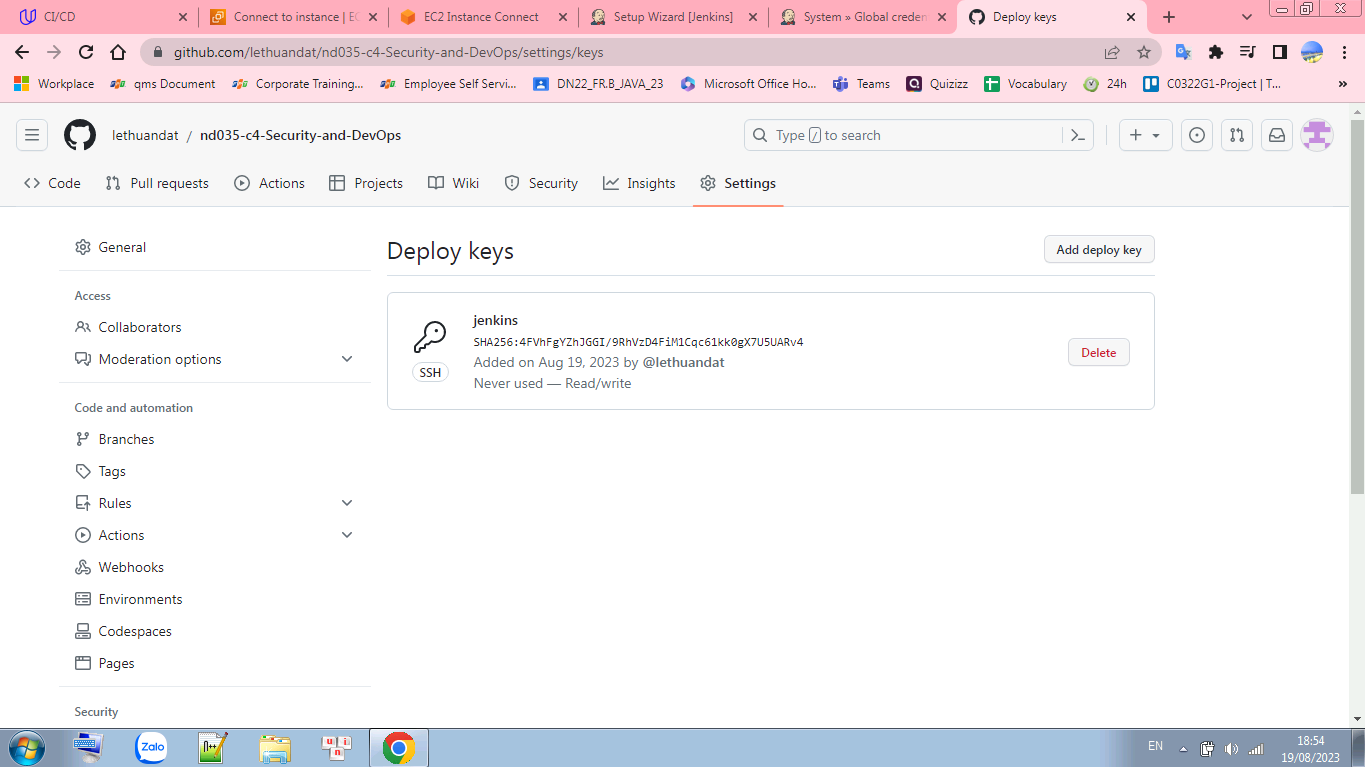 CI/CD
Connect to instance | EC
EC2 Instance Connect
Setup Wizard [Jenkins]
System » Global creden
Deploy keys
github.com/lethuandat/nd035-c4-Security-and-DevOps/settings/keys
Workplace
qms Document
Corporate Training...
Employee Self Servi...
DN22_FR.B_JAVA_23
Microsoft Office Ho...
Teams
Quizizz
Vocabulary
24h
C0322G1-Project | T...
»
lethuandat / nd035-c4-Security-and-DevOps
Type / to search
Code
Pull requests
Actions
Projects
Wiki
Security
Insights
Settings
General
Access
Collaborators
Moderation options
Code and automation
Branches
Tags
Rules
Actions
Webhooks
Environments
Codespaces
Pages
Security
Deploy keys
Add deploy key
jenkins
SHA256:4FVhFgYZhJGGI/9RhVzD4FiM1Cqc61kk0gX7U5UARv4
Added on Aug 19, 2023 by @lethuandat
Never used — Read/write
SSH
Delete
Zalo
EN
18:54
19/08/2023